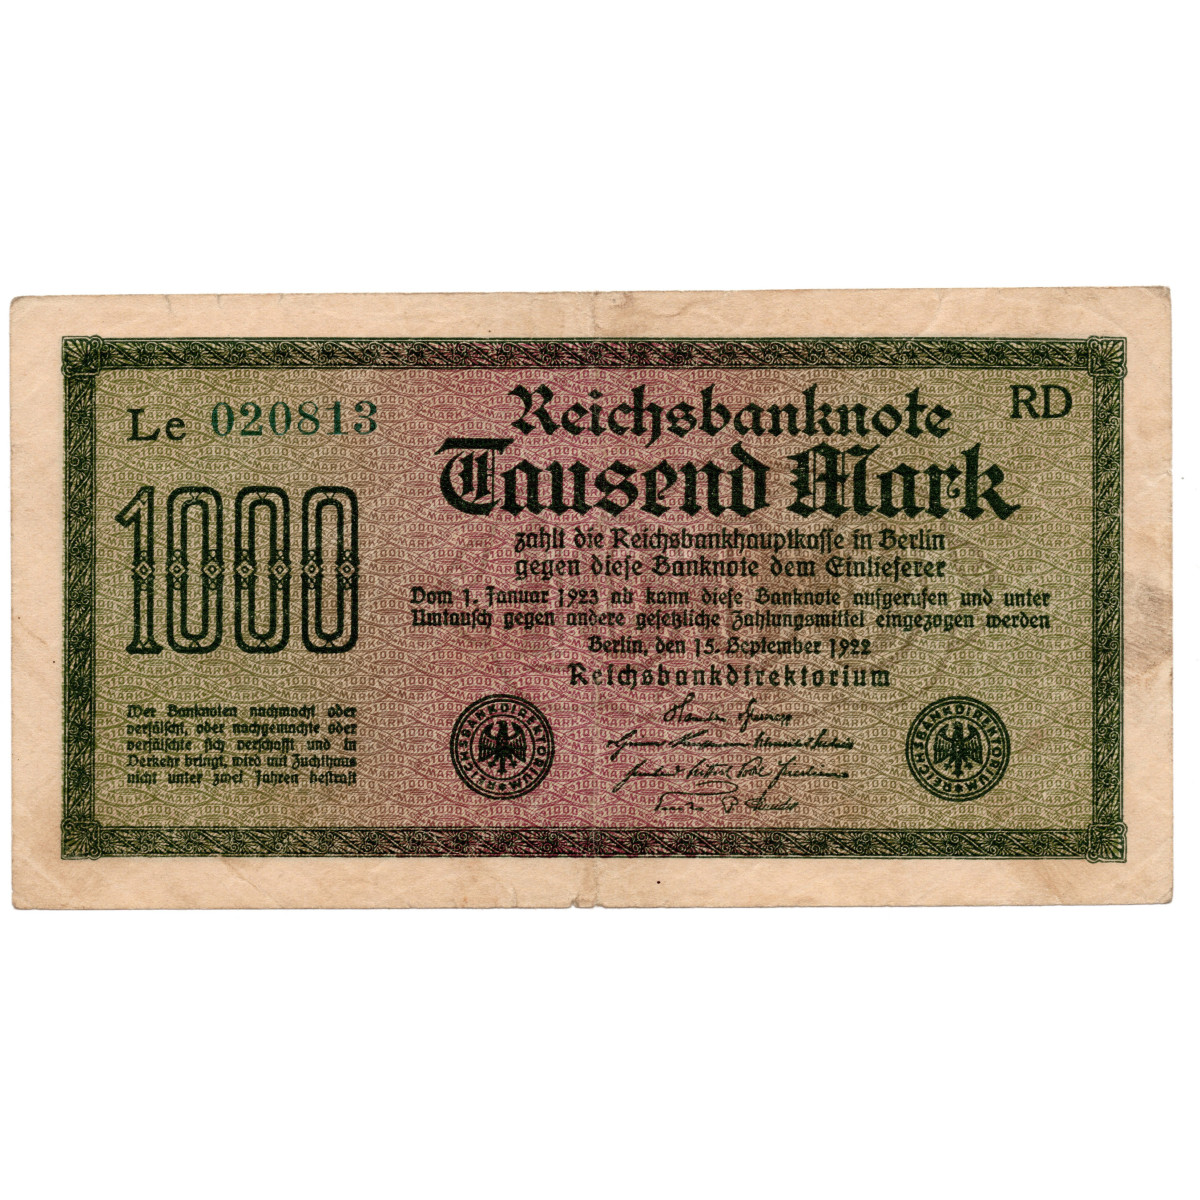 Le 020813
Reichsbanknote
RD
Tausend Mark
1000
zahlt die Reichsbankhauptkasse in Berlin
gegen diese Banknote dem Einlieferer
Vom 1. Januar 1923 ab kann diese Banknote aufgerufen und unter
Umtausch gegen andere gesetzliche Zahlungsmittel eingezogen werden
Berlin, den 15. September 1922
Reichsbankdirektorium
Wer Banknoten nachmacht oder
verfälscht, oder nachgemachte oder
verfälschte sich verschafft und in
Verkehr bringt, wird mit Zuchthaus
nicht unter zwei Jahren bestraft
REICHSBANKDIREKTORIUM
REICHSBANKDIREKTORIUM